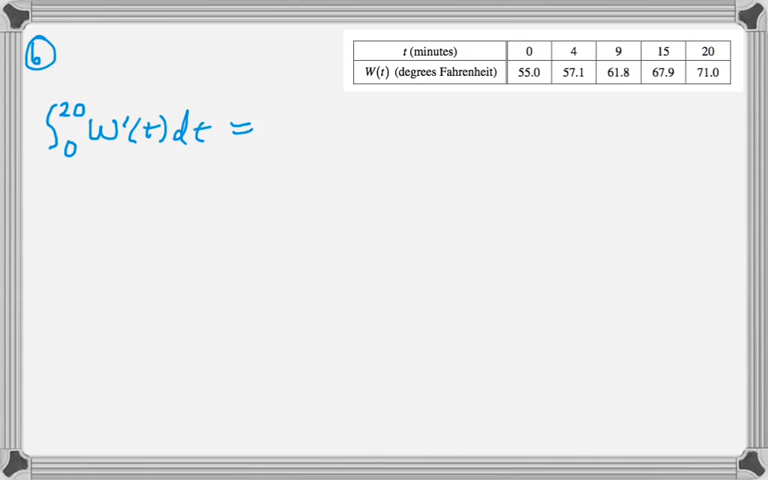 b
t (minutes) 0 4 9 15 20
W(t) (degrees Fahrenheit) 55.0 57.1 61.8 67.9 71.0
∫₀²⁰ W'(t) dt =